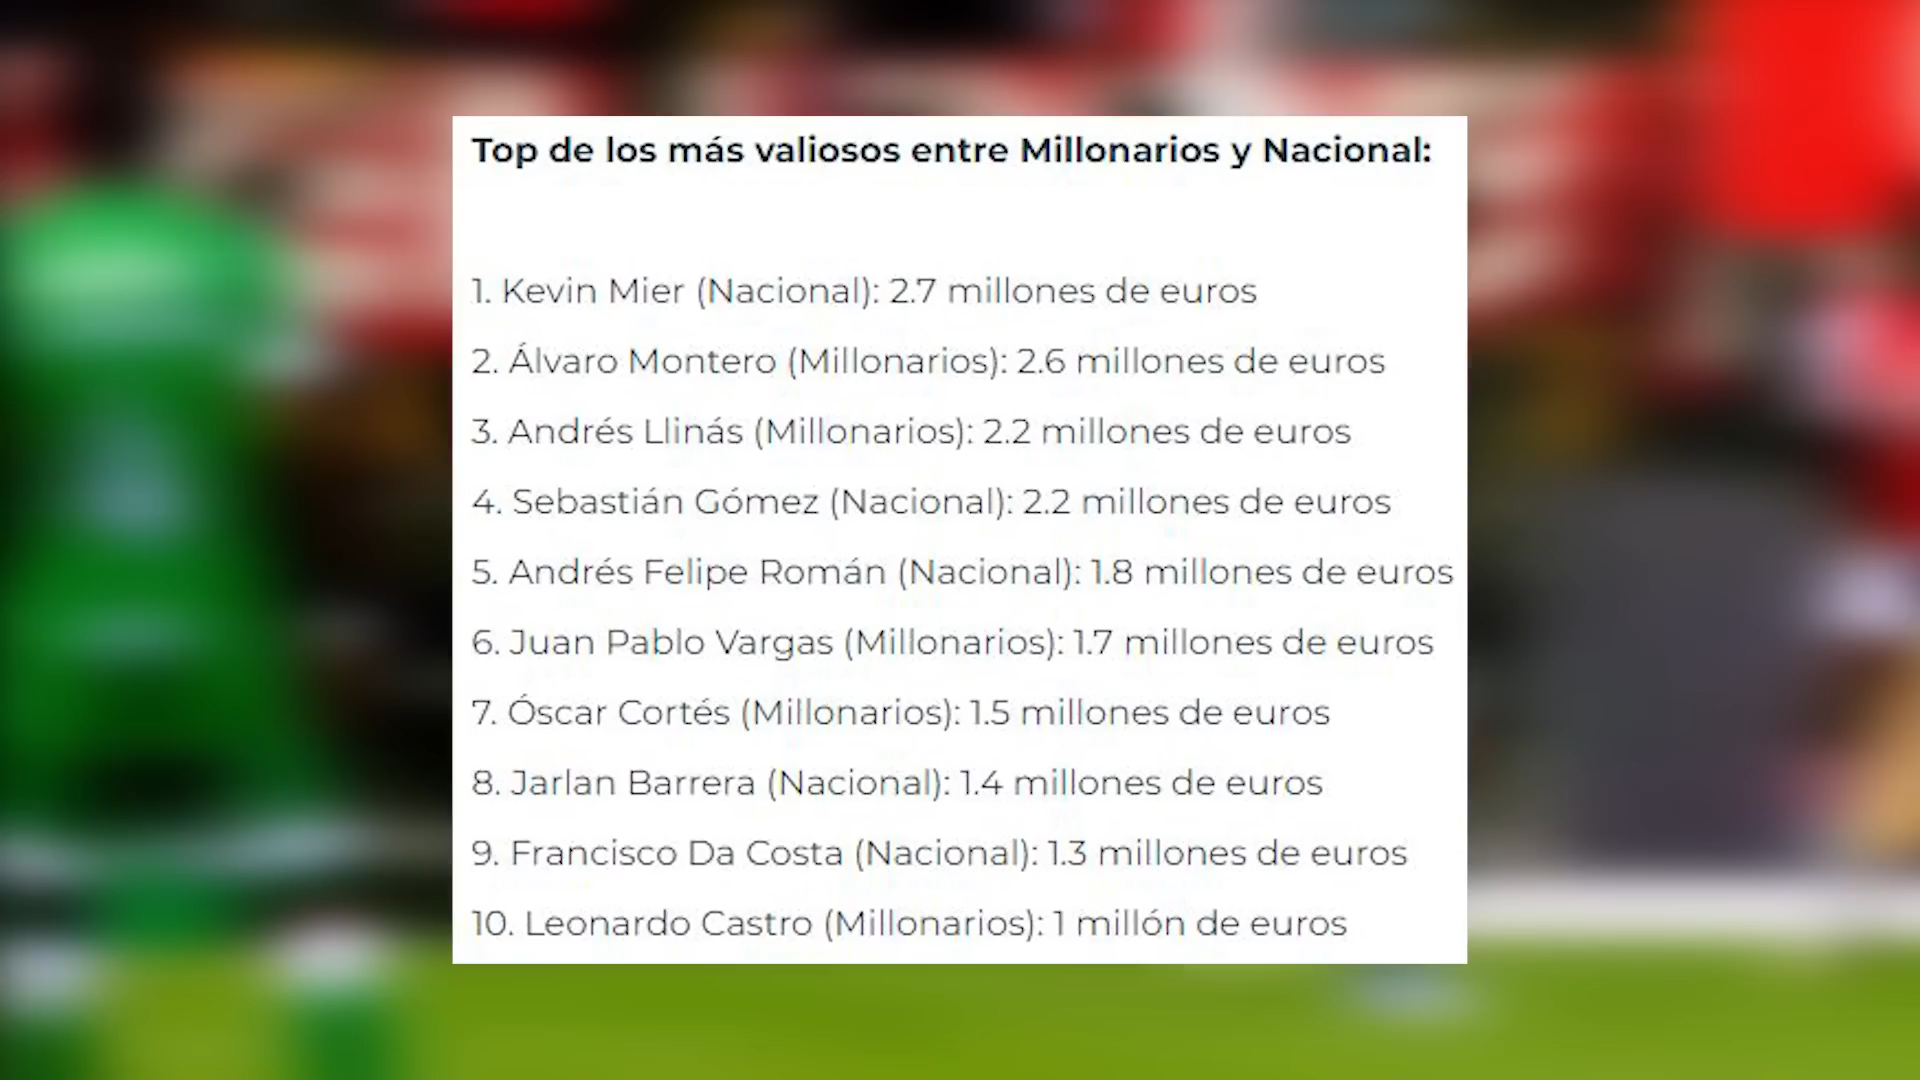 Top de los más valiosos entre Millonarios y Nacional:
1. Kevin Mier (Nacional): 2.7 millones de euros
2. Álvaro Montero (Millonarios): 2.6 millones de euros
3. Andrés Llinás (Millonarios): 2.2 millones de euros
4. Sebastián Gómez (Nacional): 2.2 millones de euros
5. Andrés Felipe Román (Nacional): 1.8 millones de euros
6. Juan Pablo Vargas (Millonarios): 1.7 millones de euros
7. Óscar Cortés (Millonarios): 1.5 millones de euros
8. Jarlan Barrera (Nacional): 1.4 millones de euros
9. Francisco Da Costa (Nacional): 1.3 millones de euros
10. Leonardo Castro (Millonarios): 1 millón de euros